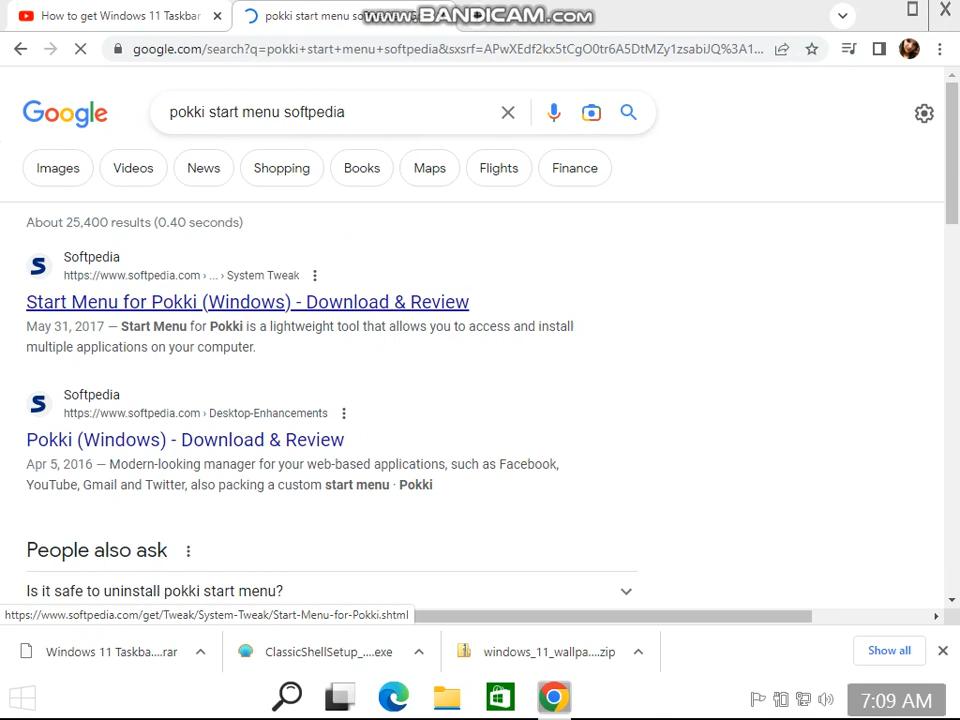 How to get Windows 11 Taskbar
pokki start menu so
WWW.BANDICAM.COM
google.com/search?q=pokki+start+menu+softpedia&sxsrf=APwXEdf2kx5tCgO0tr6A5DtMZy1zsabiJQ%3A1...
Google
pokki start menu softpedia
Images
Videos
News
Shopping
Books
Maps
Flights
Finance
About 25,400 results (0.40 seconds)
Softpedia
https://www.softpedia.com › ... › System Tweak
Start Menu for Pokki (Windows) - Download & Review
May 31, 2017 — Start Menu for Pokki is a lightweight tool that allows you to access and install
multiple applications on your computer.
Softpedia
https://www.softpedia.com › Desktop-Enhancements
Pokki (Windows) - Download & Review
Apr 5, 2016 — Modern-looking manager for your web-based applications, such as Facebook,
YouTube, Gmail and Twitter, also packing a custom start menu · Pokki
People also ask
Is it safe to uninstall pokki start menu?
https://www.softpedia.com/get/Tweak/System-Tweak/Start-Menu-for-Pokki.shtml
Windows 11 Taskba....rar
ClassicShellSetup_....exe
windows_11_wallpa....zip
Show all
7:09 AM